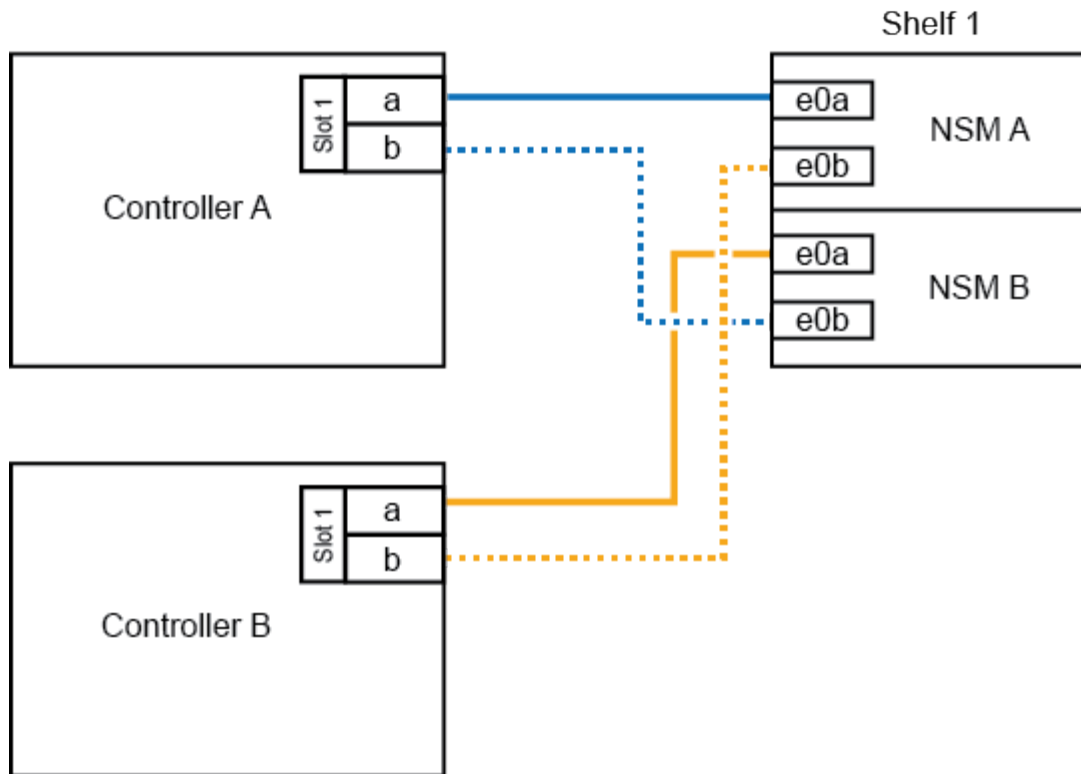 Shelf 1
Slot 1
a
b
Controller A
e0a
e0b
NSM A
e0a
e0b
NSM B
Slot 1
a
b
Controller B